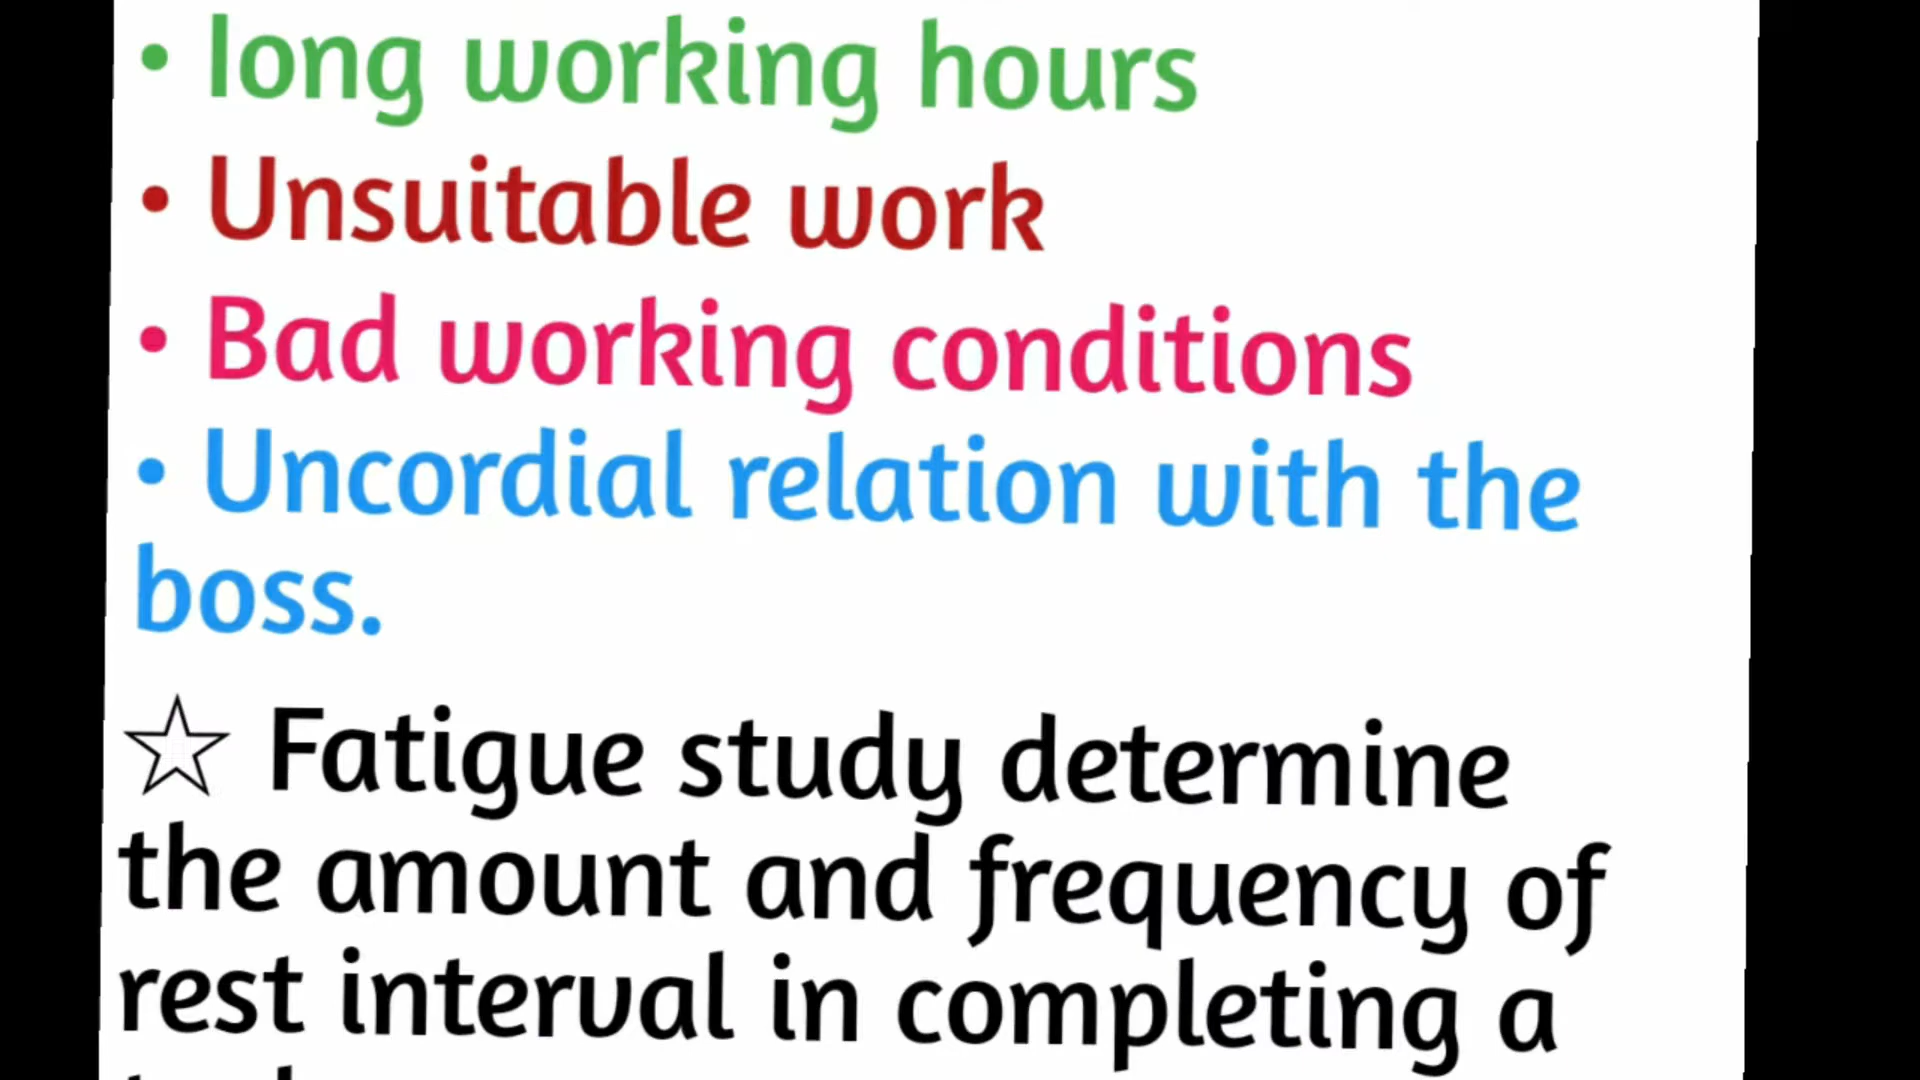 • long working hours
• Unsuitable work
• Bad working conditions
• Uncordial relation with the
boss.
☆ Fatigue study determine
the amount and frequency of
rest interval in completing a